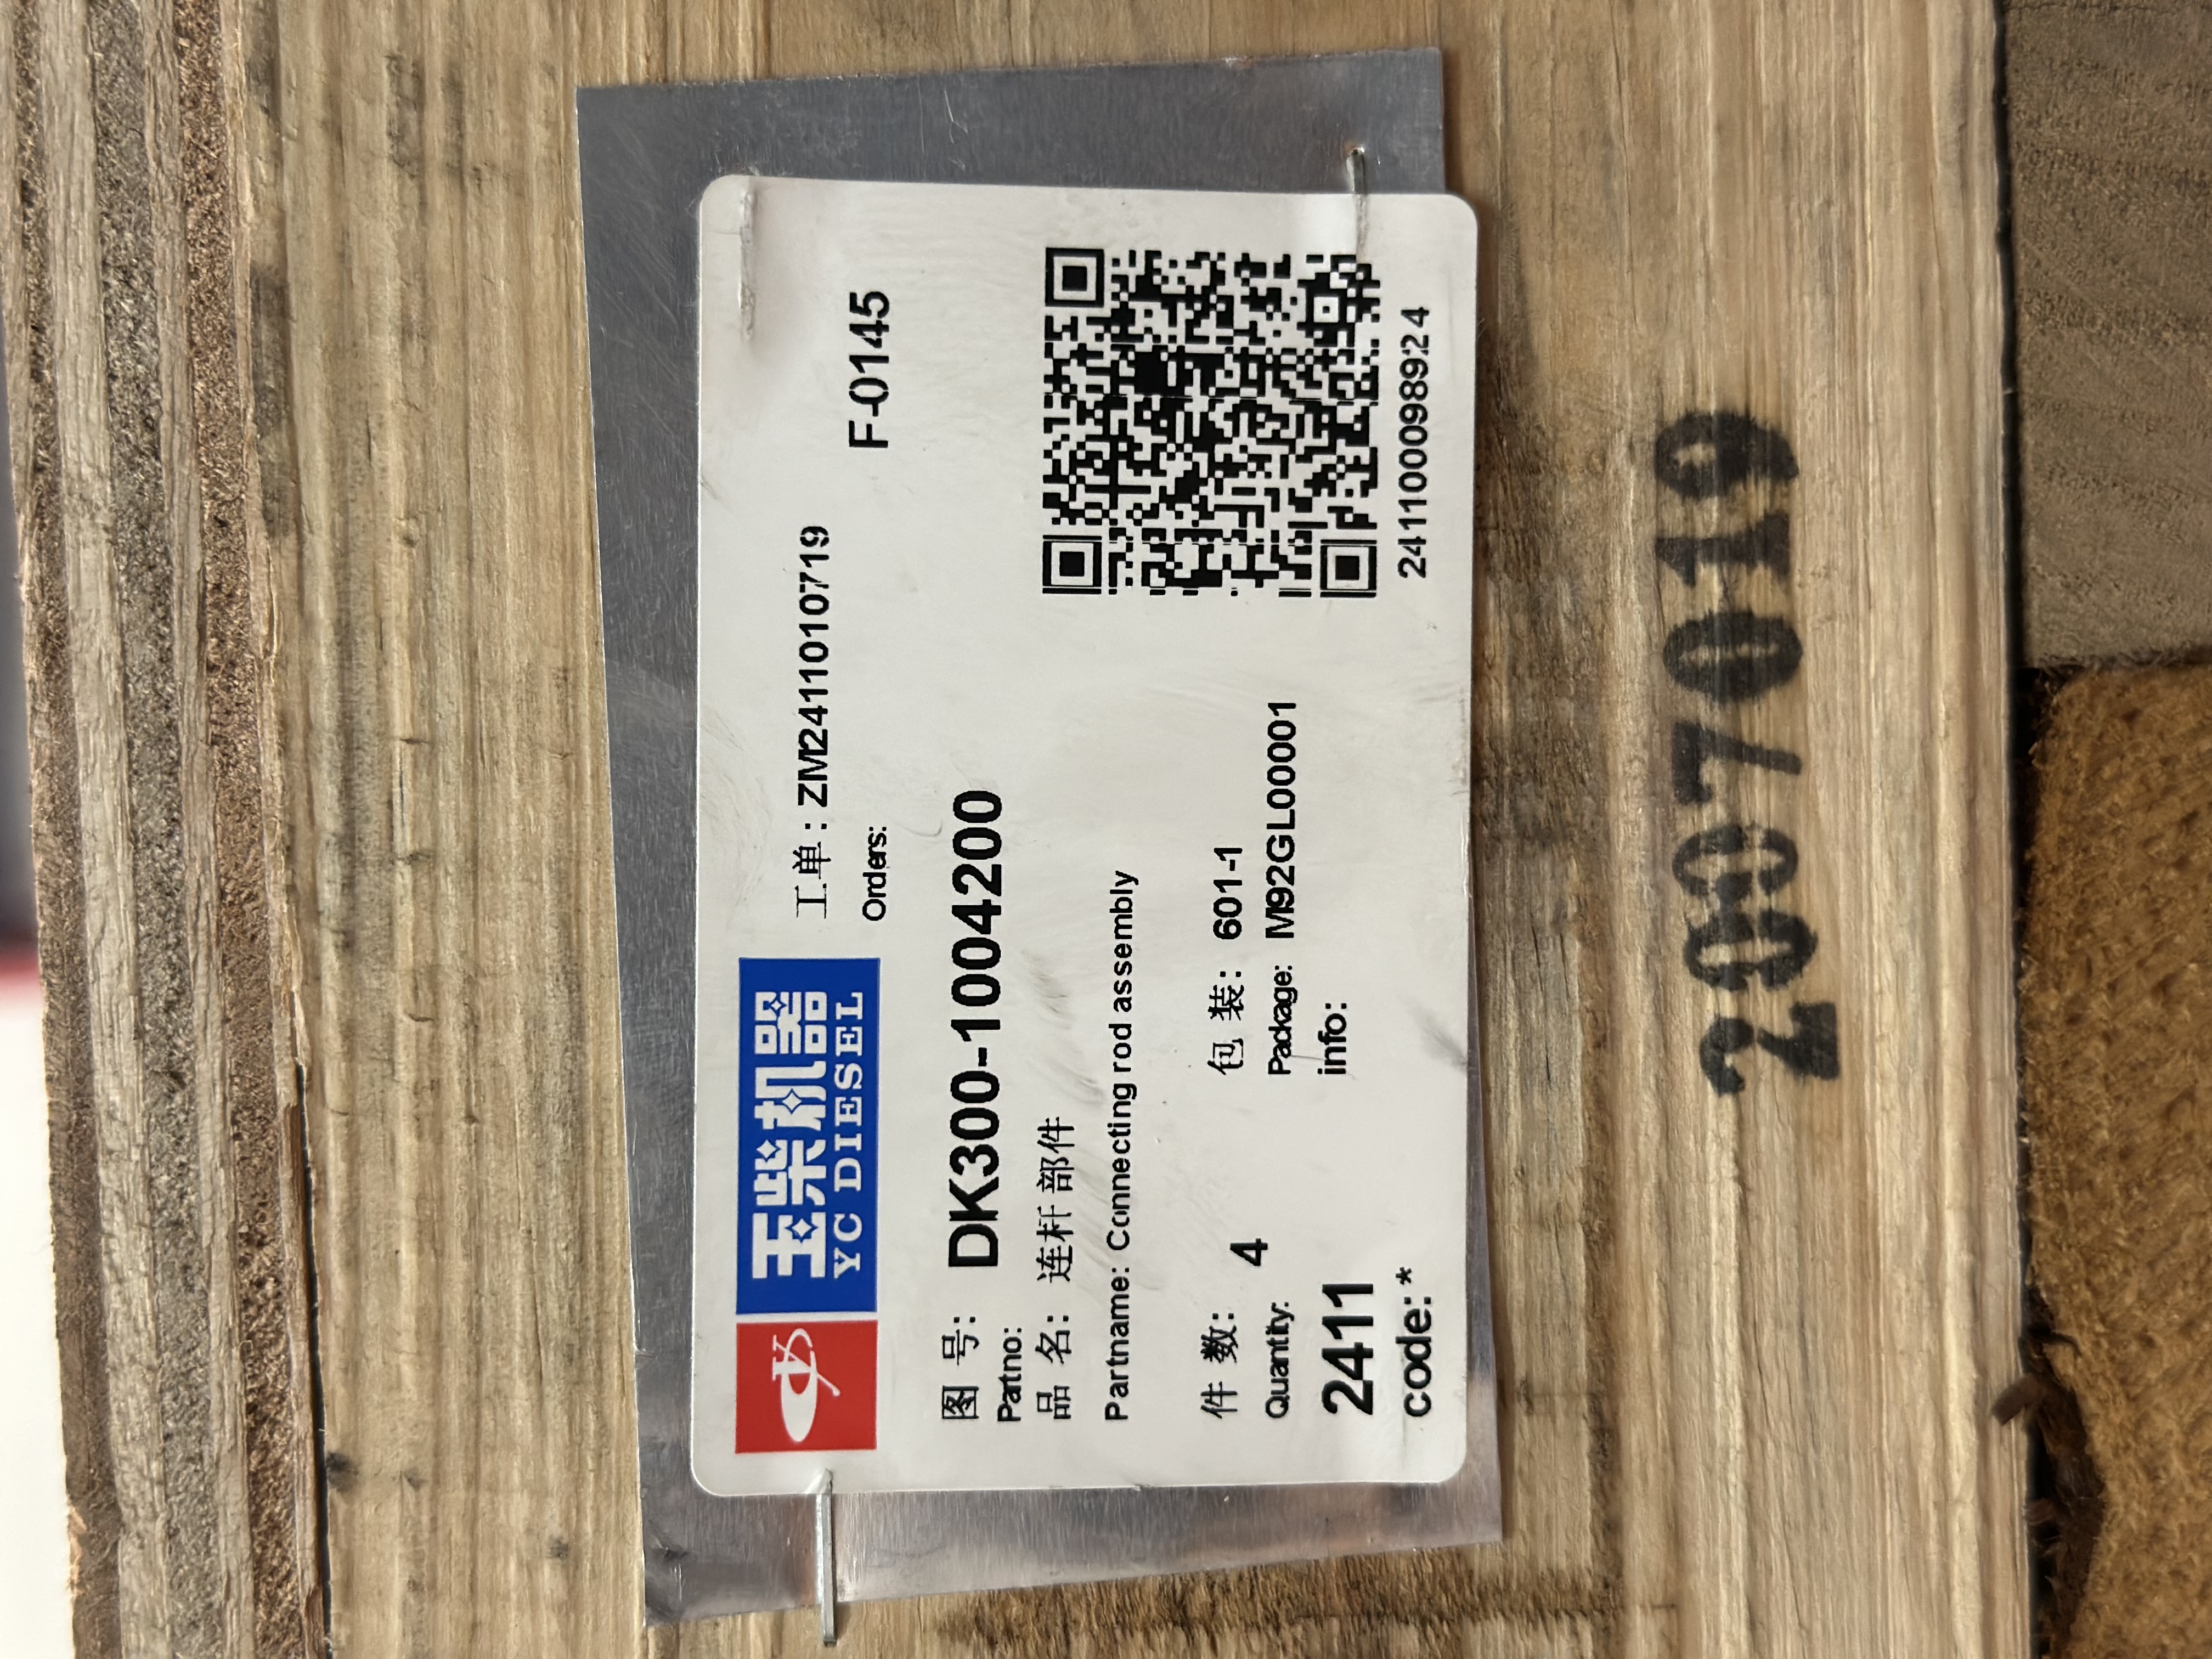 玉柴机器
YC DIESEL
工单：ZM2411010719
Orders:
F-0145
图 号: DK300-1004200
Partno:
品 名: 连杆部件
Partname: Connecting rod assembly
件 数: 4
Quantity:
包 装: 601-1
Package: M92GL00001
info:
2411
code:*
2411000098924
2007019